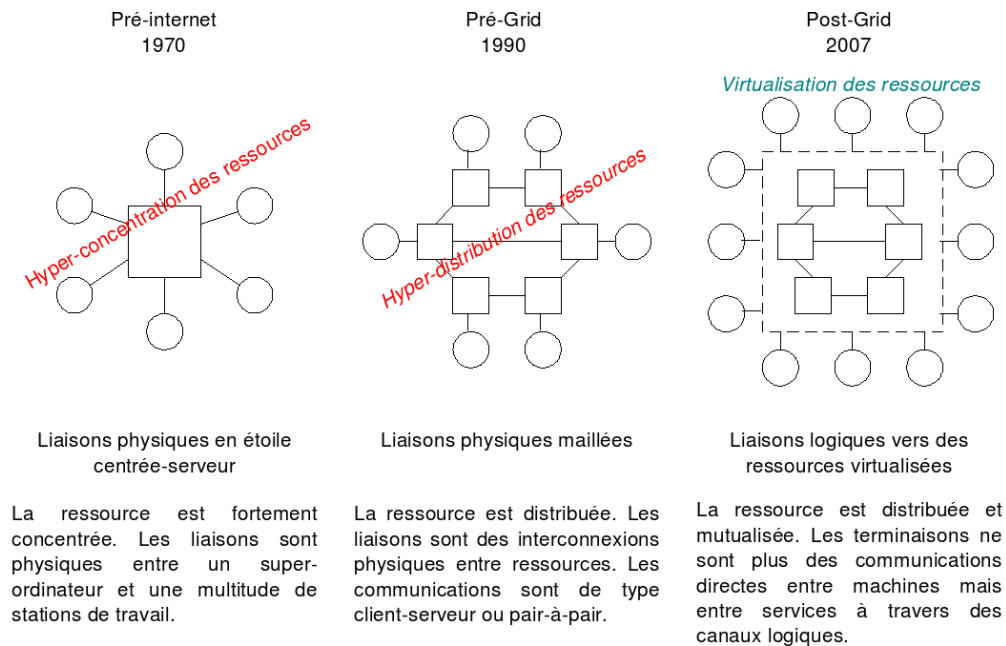 Pré-internet
1970
Hyper-concentration des ressources
Liaisons physiques en étoile
centrée-serveur
La ressource est fortement
concentrée. Les liaisons sont
physiques entre un super-
ordinateur et une multitude de
stations de travail.
Pré-Grid
1990
Hyper-distribution des ressources
Liaisons physiques maillées
La ressource est distribuée. Les
liaisons sont des interconnexions
physiques entre ressources. Les
communications sont de type
client-serveur ou pair-à-pair.
Post-Grid
2007
Virtualisation des ressources
Liaisons logiques vers des
ressources virtualisées
La ressource est distribuée et
mutualisée. Les terminaisons ne
sont plus des communications
directes entre machines mais
entre services à travers des
canaux logiques.